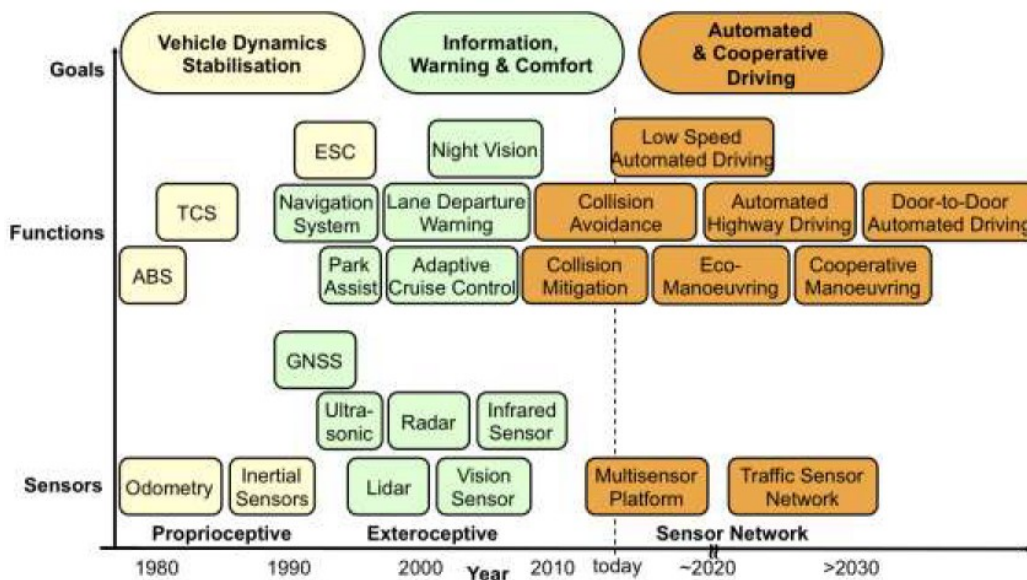 Goals
Vehicle Dynamics
Stabilisation
Information,
Warning & Comfort
Automated
& Cooperative
Driving
Functions
ESC
Night Vision
Low Speed
Automated Driving
TCS
Navigation
System
Lane Departure
Warning
Collision
Avoidance
Automated
Highway Driving
Door-to-Door
Automated Driving
ABS
Park
Assist
Adaptive
Cruise Control
Collision
Mitigation
Eco-
Manoeuvring
Cooperative
Manoeuvring
GNSS
Ultra-
sonic
Radar
Infrared
Sensor
Sensors
Odometry
Inertial
Sensors
Lidar
Vision
Sensor
Multisensor
Platform
Traffic Sensor
Network
Proprioceptive
Exteroceptive
Sensor Network
1980
1990
2000
2010
today
~2020
>2030
Year